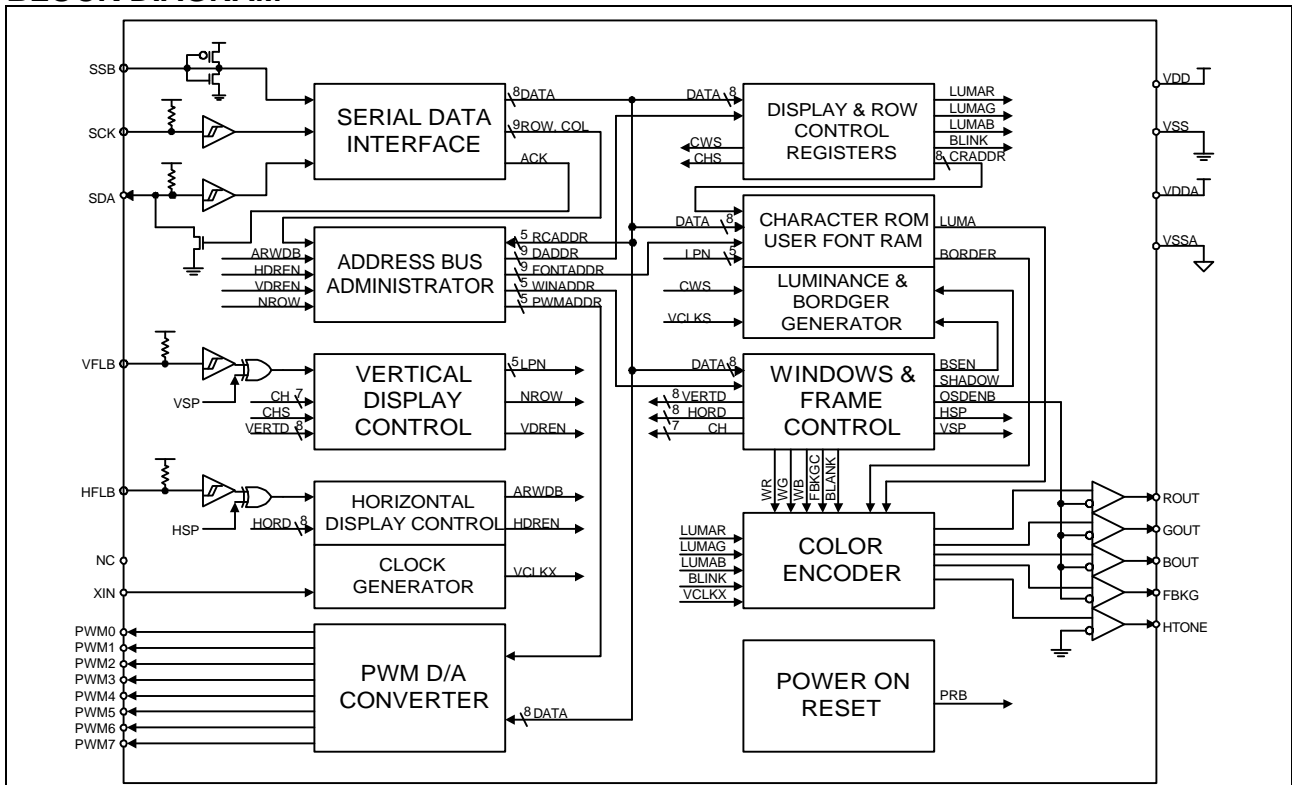 SSB
SCK
SDA
SERIAL DATA
INTERFACE
8 DATA
9 ROW, COL
ACK
ARWDB
HDREN
VDREN
NROW
ADDRESS BUS
ADMINISTRATOR
5 RCADDR
9 DADDR
9 FONTADDR
5 WINADDR
5 PWMADDR
VFLB
VSP
CH 7
CHS
VERTD 8
VERTICAL
DISPLAY
CONTROL
5 LPN
NROW
VDREN
HFLB
HSP
HORD 8
HORIZONTAL
DISPLAY CONTROL
ARWDB
HDREN
NC
XIN
CLOCK
GENERATOR
VCLKX
PWM0
PWM1
PWM2
PWM3
PWM4
PWM5
PWM6
PWM7
PWM D/A
CONVERTER
8 DATA
DATA 8
CWS
CHS
DISPLAY & ROW
CONTROL
REGISTERS
LUMAR
LUMAG
LUMAB
BLINK
8 CRADDR
DATA 8
LPN 5
CWS
VCLKS
CHARACTER ROM
USER FONT RAM
LUMA
BORDER
LUMINANCE &
BORDGER
GENERATOR
DATA 8
8 VERTD
8 HORD
7 CH
WINDOWS &
FRAME
CONTROL
BSEN
SHADOW
OSDENB
HSP
VSP
WR
WG
WB
FBKGC
BLANK
LUMAR
LUMAG
LUMAB
BLINK
VCLKX
COLOR
ENCODER
POWER ON
RESET
PRB
VDD
VSS
VDDA
VSSA
ROUT
GOUT
BOUT
FBKG
HTONE